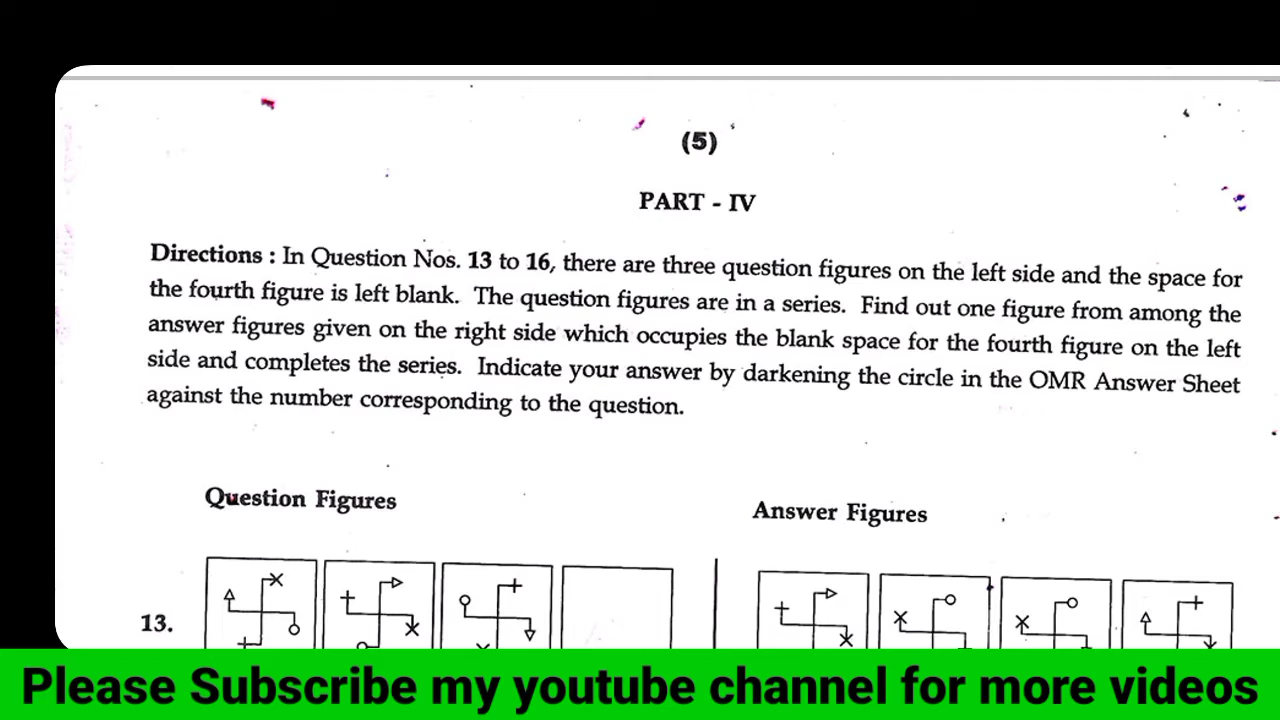 (5)
PART - IV
Directions : In Question Nos. 13 to 16, there are three question figures on the left side and the space for
the fourth figure is left blank. The question figures are in a series. Find out one figure from among the
answer figures given on the right side which occupies the blank space for the fourth figure on the left
side and completes the series. Indicate your answer by darkening the circle in the OMR Answer Sheet
against the number corresponding to the question.
Question Figures
Answer Figures
13.
Please Subscribe my youtube channel for more videos